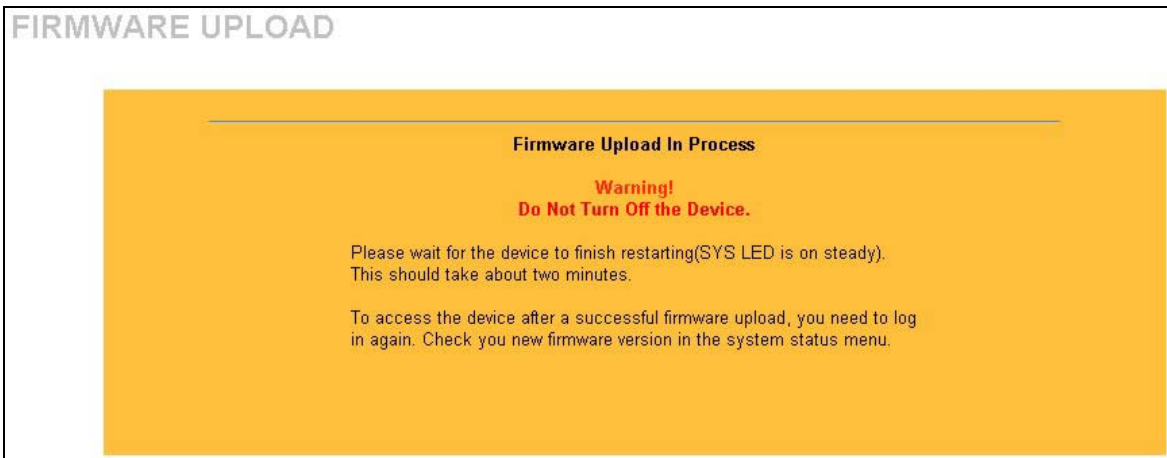 FIRMWARE UPLOAD
Firmware Upload In Process
Warning!
Do Not Turn Off the Device.
Please wait for the device to finish restarting(SYS LED is on steady).
This should take about two minutes.
To access the device after a successful firmware upload, you need to log
in again. Check you new firmware version in the system status menu.